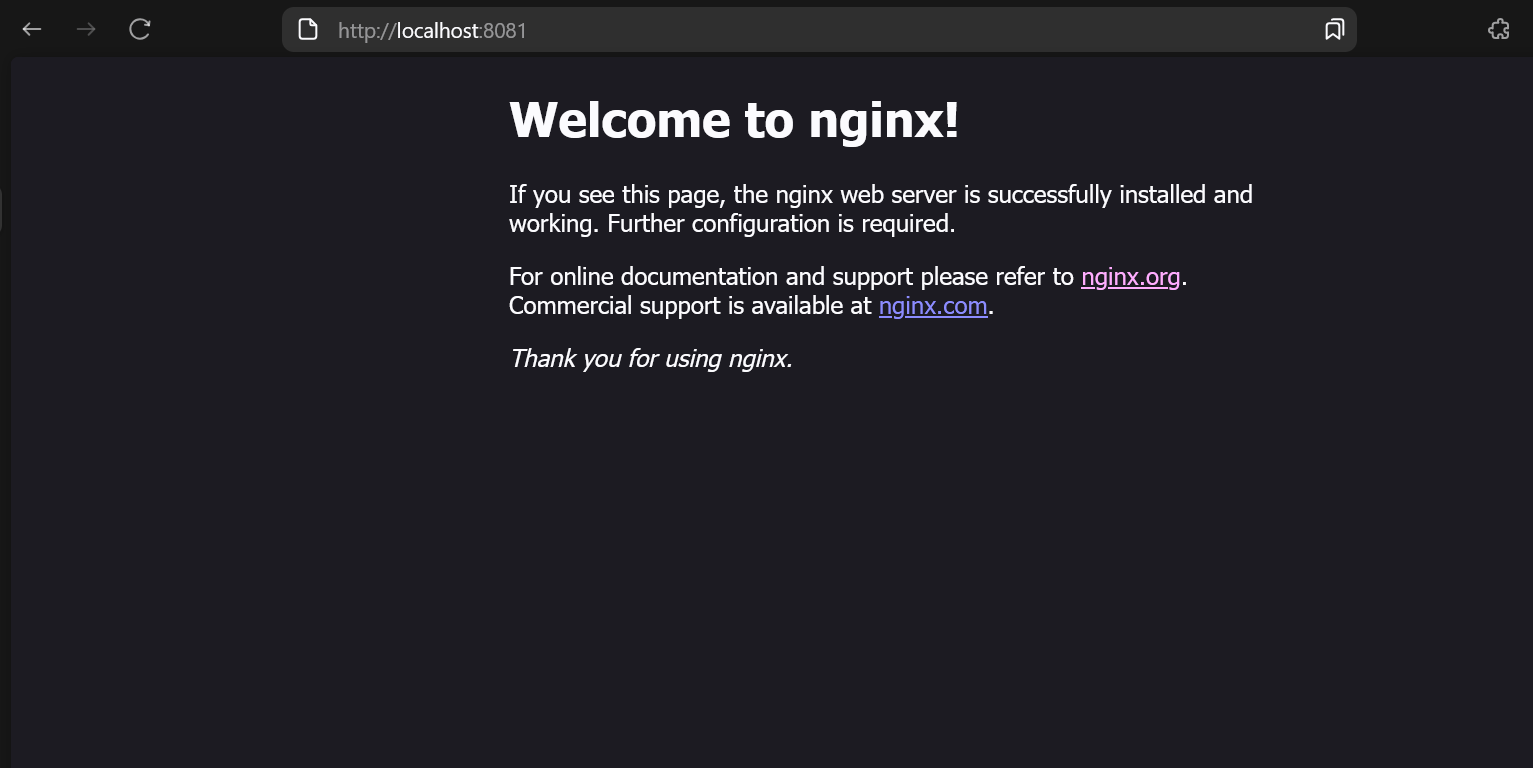 http://localhost:8081
Welcome to nginx!
If you see this page, the nginx web server is successfully installed and
working. Further configuration is required.
For online documentation and support please refer to nginx.org.
Commercial support is available at nginx.com.
Thank you for using nginx.